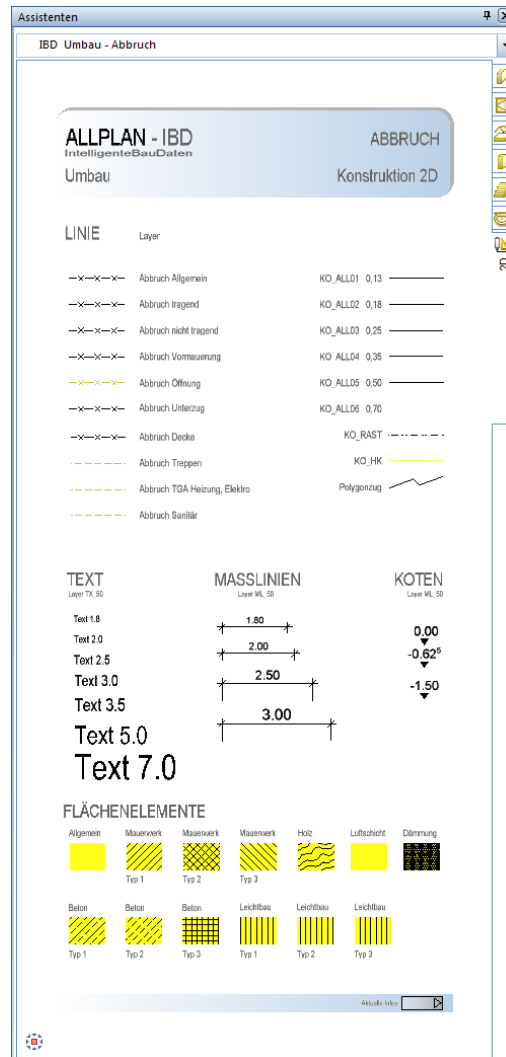 Assistenten
IBD Umbau - Abbruch
ALLPLAN - IBD ABBRUCH
IntelligenteBauDaten
Umbau Konstruktion 2D
LINIE Layer
Abbruch Allgemein KO_ALL01 0,13
Abbruch tragend KO_ALL02 0,18
Abbruch nicht tragend KO_ALL03 0,25
Abbruch Vormauerung KO_ALL04 0,35
Abbruch Öffnung KO_ALL05 0,50
Abbruch Unterzug KO_ALL06 0,70
Abbruch Decke KO_RAST
Abbruch Treppen KO_HK
Abbruch TGA Heizung, Elektro Polygonzug
Abbruch Sanitär
2D
TEXT MASSLINIEN KOTEN
Layer TX_50 Layer ML_50 Layer ML_50
Text 1.8 1.80 0.00
Text 2.0 2.00 -0.62⁵
Text 2.5
Text 3.0 2.50 -1.50
Text 3.5
Text 5.0 3.00
Text 7.0
FLÄCHENELEMENTE
Allgemein Mauerwerk Mauerwerk Mauerwerk Holz Luftschicht Dämmung
Typ 1 Typ 2 Typ 3
Beton Beton Beton Leichtbau Leichtbau Leichtbau
Typ 1 Typ 2 Typ 3 Typ 1 Typ 2 Typ 3
Aktuelle Infos